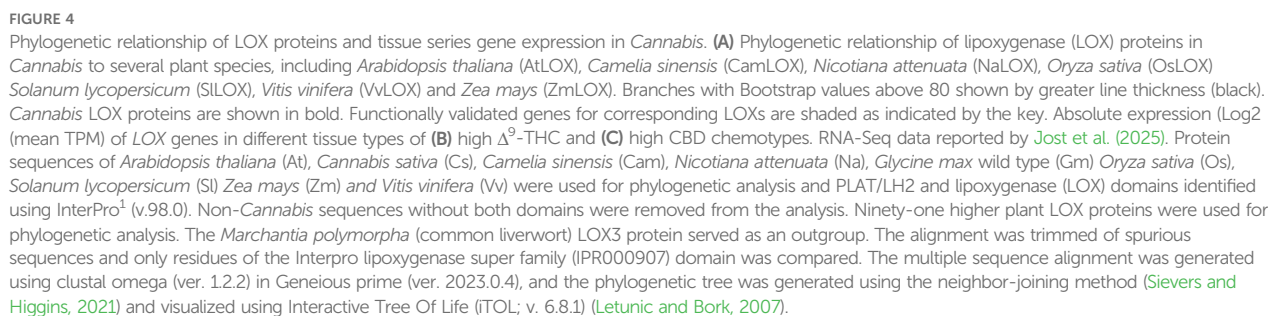 FIGURE 4
Phylogenetic relationship of LOX proteins and tissue series gene expression in Cannabis. (A) Phylogenetic relationship of lipoxygenase (LOX) proteins in
Cannabis to several plant species, including Arabidopsis thaliana (AtLOX), Camelia sinensis (CamLOX), Nicotiana attenuata (NaLOX), Oryza sativa (OsLOX)
Solanum lycopersicum (SlLOX), Vitis vinifera (VvLOX) and Zea mays (ZmLOX). Branches with Bootstrap values above 80 shown by greater line thickness (black).
Cannabis LOX proteins are shown in bold. Functionally validated genes for corresponding LOXs are shaded as indicated by the key. Absolute expression (Log2
(mean TPM) of LOX genes in different tissue types of (B) high Δ⁹-THC and (C) high CBD chemotypes. RNA-Seq data reported by Jost et al. (2025). Protein
sequences of Arabidopsis thaliana (At), Cannabis sativa (Cs), Camelia sinensis (Cam), Nicotiana attenuata (Na), Glycine max wild type (Gm) Oryza sativa (Os),
Solanum lycopersicum (Sl) Zea mays (Zm) and Vitis vinifera (Vv) were used for phylogenetic analysis and PLAT/LH2 and lipoxygenase (LOX) domains identified
using InterPro¹ (v.98.0). Non-Cannabis sequences without both domains were removed from the analysis. Ninety-one higher plant LOX proteins were used for
phylogenetic analysis. The Marchantia polymorpha (common liverwort) LOX3 protein served as an outgroup. The alignment was trimmed of spurious
sequences and only residues of the Interpro lipoxygenase super family (IPR000907) domain was compared. The multiple sequence alignment was generated
using clustal omega (ver. 1.2.2) in Geneious prime (ver. 2023.0.4), and the phylogenetic tree was generated using the neighbor-joining method (Sievers and
Higgins, 2021) and visualized using Interactive Tree Of Life (iTOL; v. 6.8.1) (Letunic and Bork, 2007).